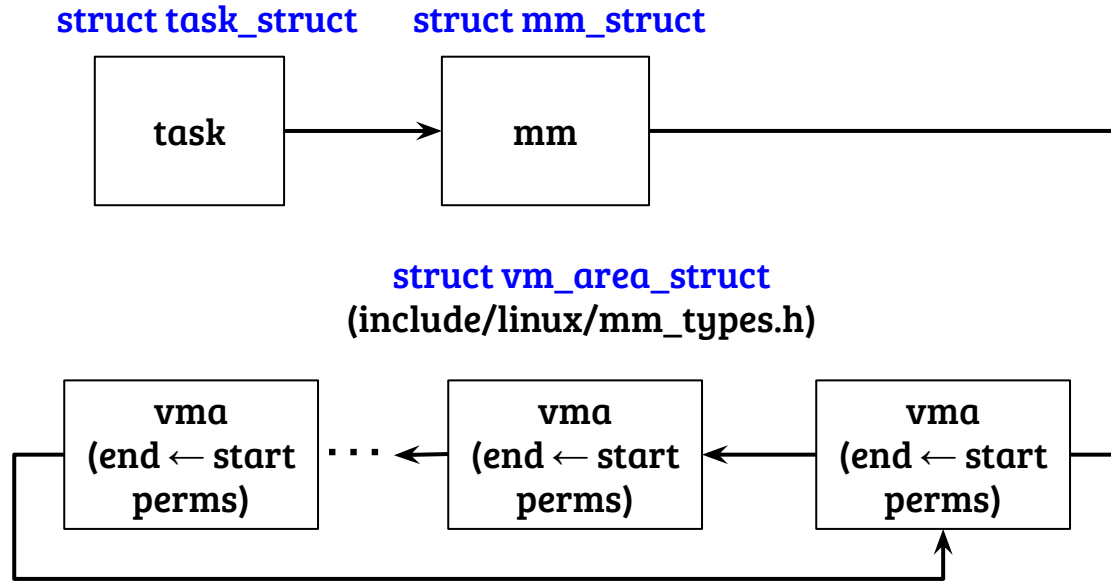 struct task_struct
struct mm_struct
task
mm
struct vm_area_struct
(include/linux/mm_types.h)
vma
(end ← start
perms)
...
vma
(end ← start
perms)
vma
(end ← start
perms)